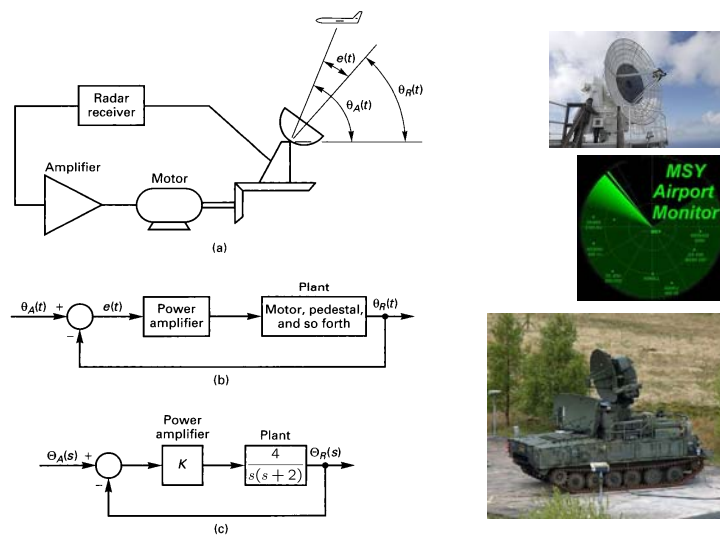 e(t)
θR(t)
θA(t)
Radar
receiver
Amplifier
Motor
(a)
MSY
Airport
Monitor
Plant
θA(t) +
e(t)
Power
amplifier
Motor, pedestal,
and so forth
θR(t)
−
(b)
Power
amplifier
Plant
ΘA(s) +
K
4
s(s + 2)
ΘR(s)
−
(c)